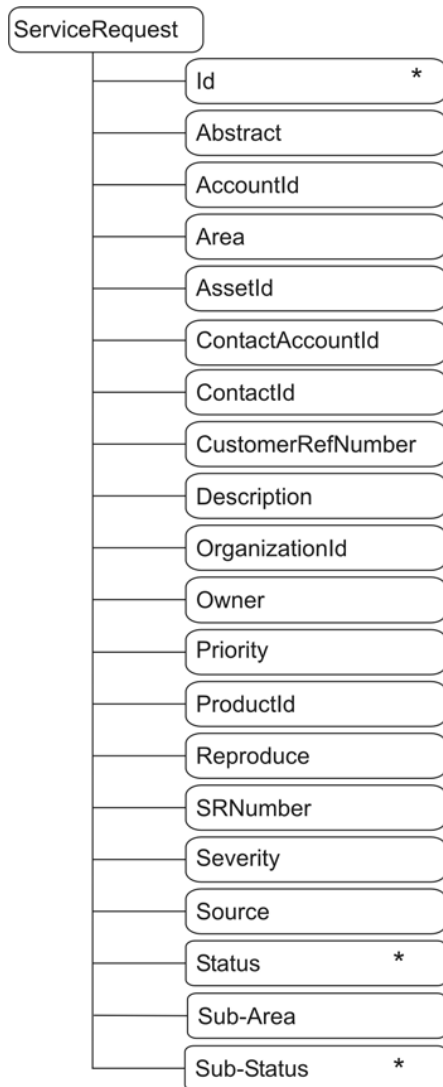 ServiceRequest
Id *
Abstract
AccountId
Area
AssetId
ContactAccountId
ContactId
CustomerRefNumber
Description
OrganizationId
Owner
Priority
ProductId
Reproduce
SRNumber
Severity
Source
Status *
Sub-Area
Sub-Status *